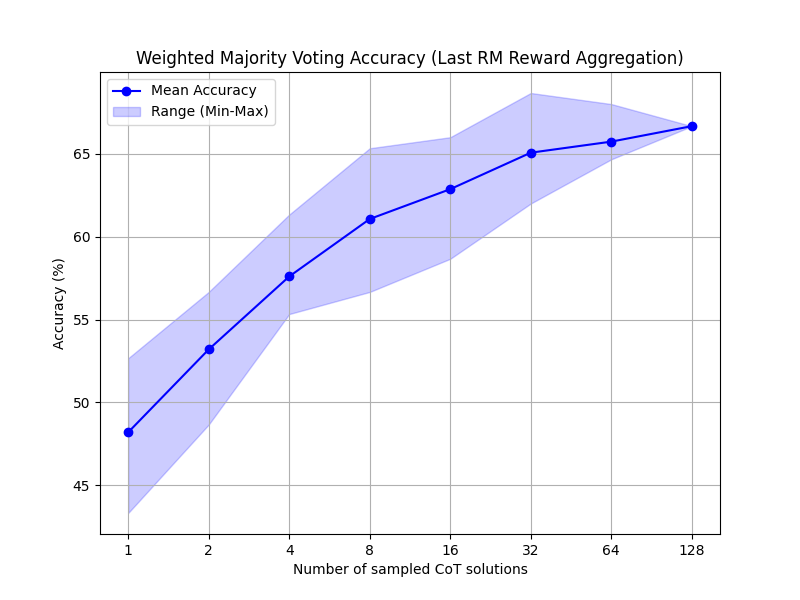 Weighted Majority Voting Accuracy (Last RM Reward Aggregation)
Mean Accuracy
Range (Min-Max)
Accuracy (%)
65
60
55
50
45
1 2 4 8 16 32 64 128
Number of sampled CoT solutions